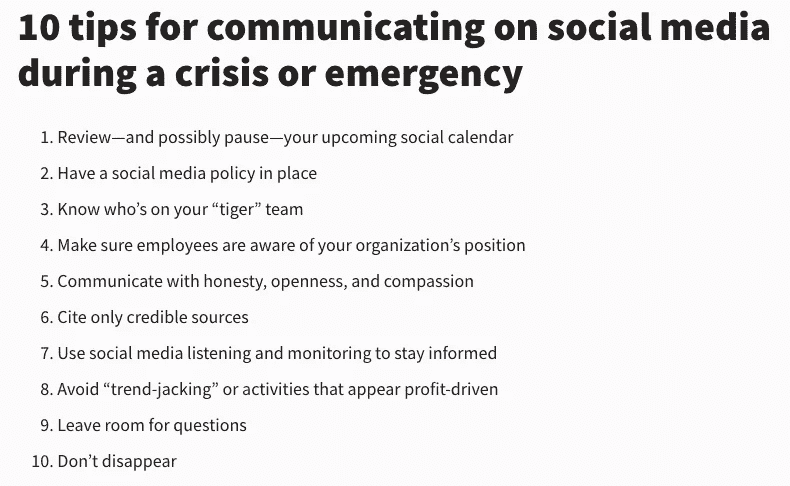 10 tips for communicating on social media
during a crisis or emergency
1. Review—and possibly pause—your upcoming social calendar
2. Have a social media policy in place
3. Know who’s on your “tiger” team
4. Make sure employees are aware of your organization’s position
5. Communicate with honesty, openness, and compassion
6. Cite only credible sources
7. Use social media listening and monitoring to stay informed
8. Avoid “trend-jacking” or activities that appear profit-driven
9. Leave room for questions
10. Don’t disappear